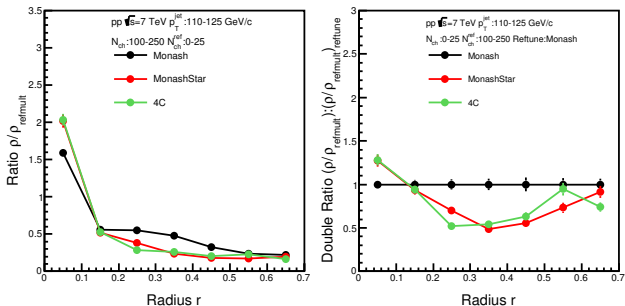 pp √s=7 TeV p_T^jet:110-125 GeV/c
N_ch:100-250 N_ch^ref:0-25
Monash
MonashStar
4C
Ratio ρ/ρ_refmult
3
2.5
2
1.5
1
0.5
0
0 0.1 0.2 0.3 0.4 0.5 0.6 0.7
Radius r
pp √s=7 TeV p_T^jet:110-125 GeV/c
N_ch:0-25 N_ch^ref:100-250 Reftune:Monash
Monash
MonashStar
4C
Double Ratio (ρ/ρ_refmult):(ρ/ρ_refmult)_reftune
3
2.5
2
1.5
1
0.5
0
0 0.1 0.2 0.3 0.4 0.5 0.6 0.7
Radius r